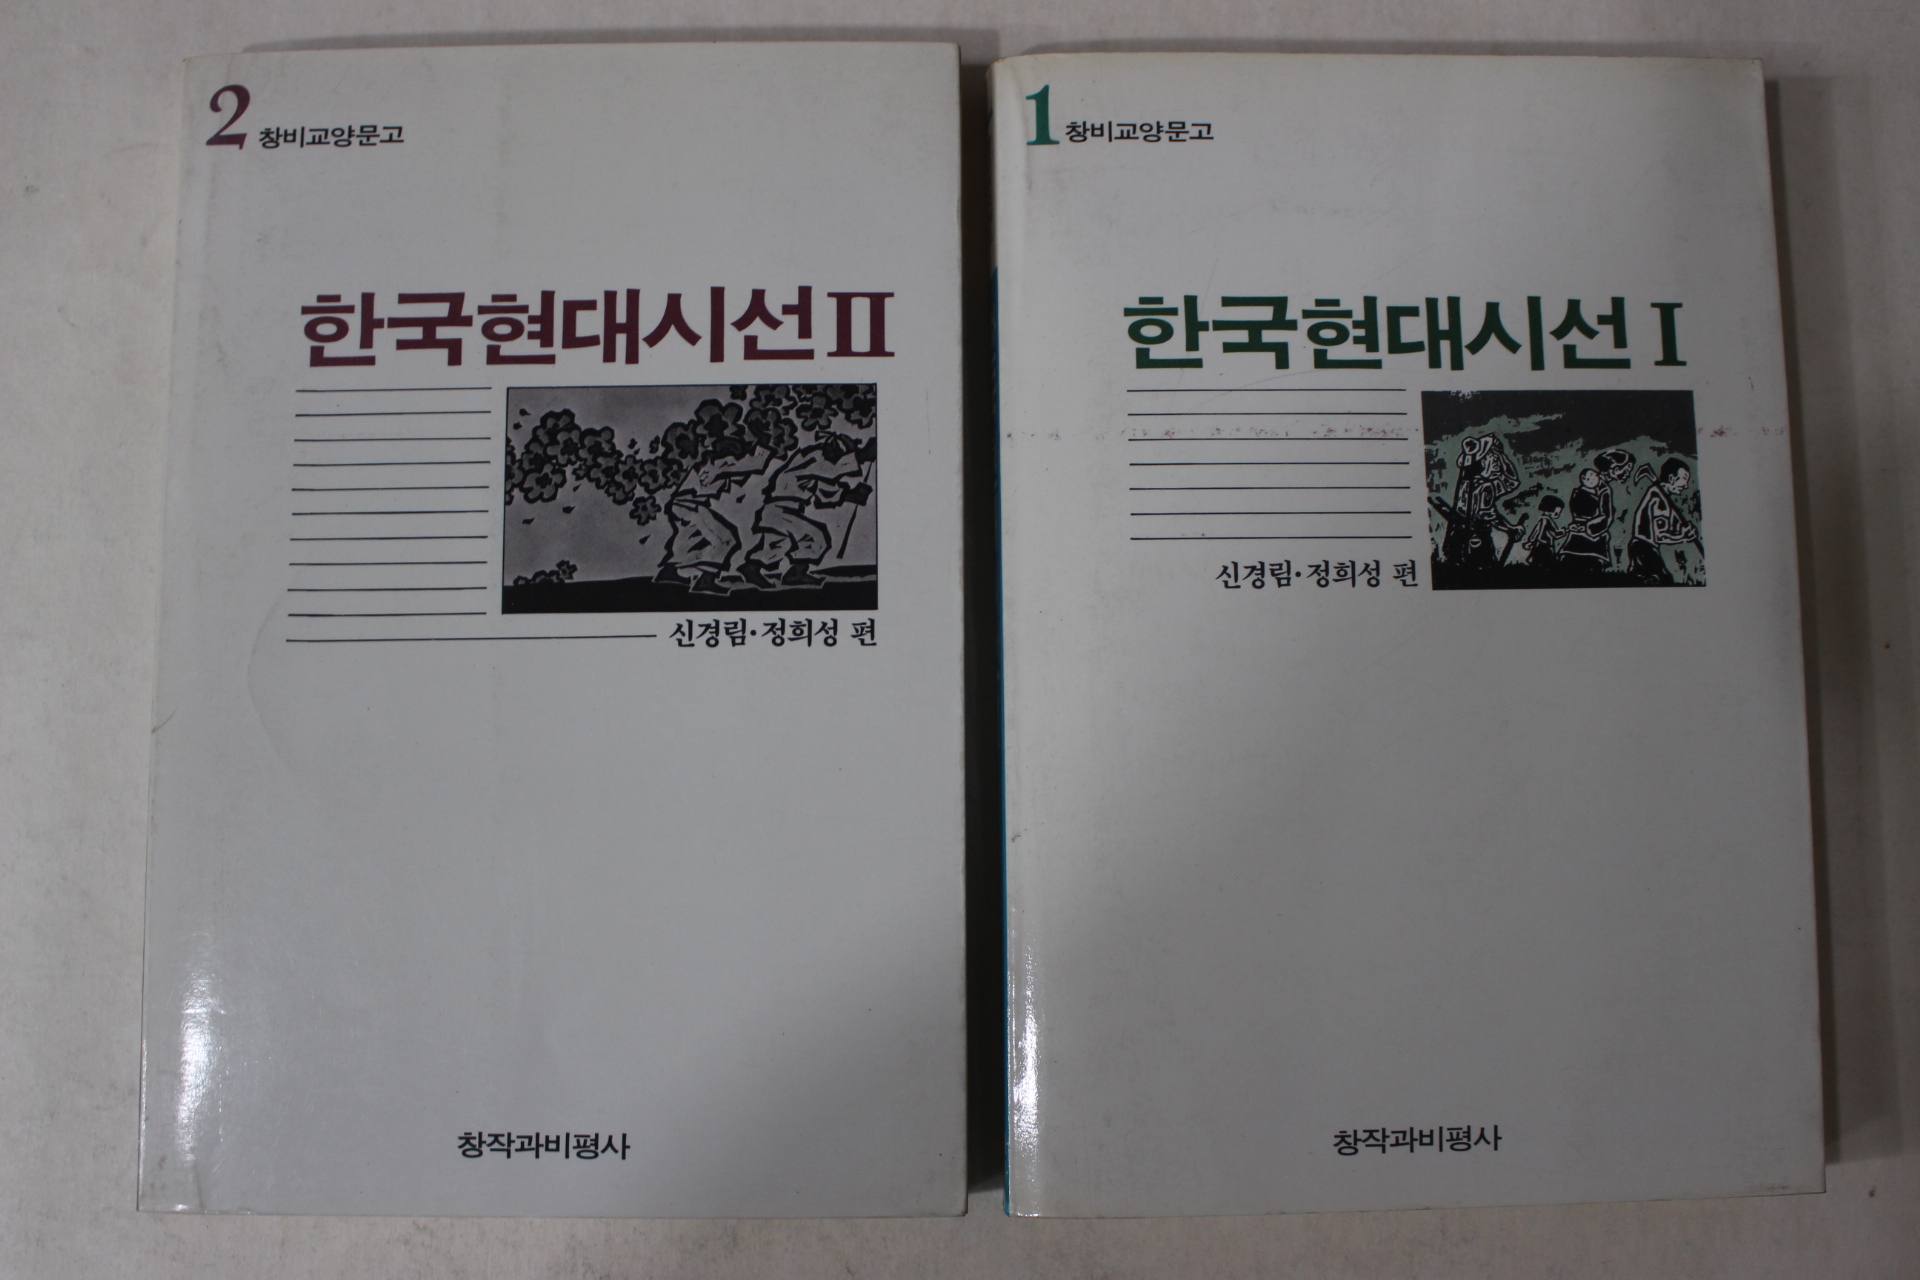 2 창비교양문고
한국현대시선 II
신경림·정희성 편
창작과비평사
1 창비교양문고
한국현대시선 I
신경림·정희성 편
창작과비평사